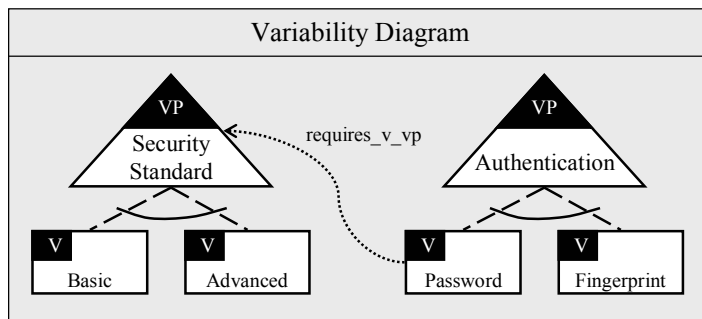 Variability Diagram
VP
Security
Standard
requires_v_vp
VP
Authentication
V
Basic
V
Advanced
V
Password
V
Fingerprint